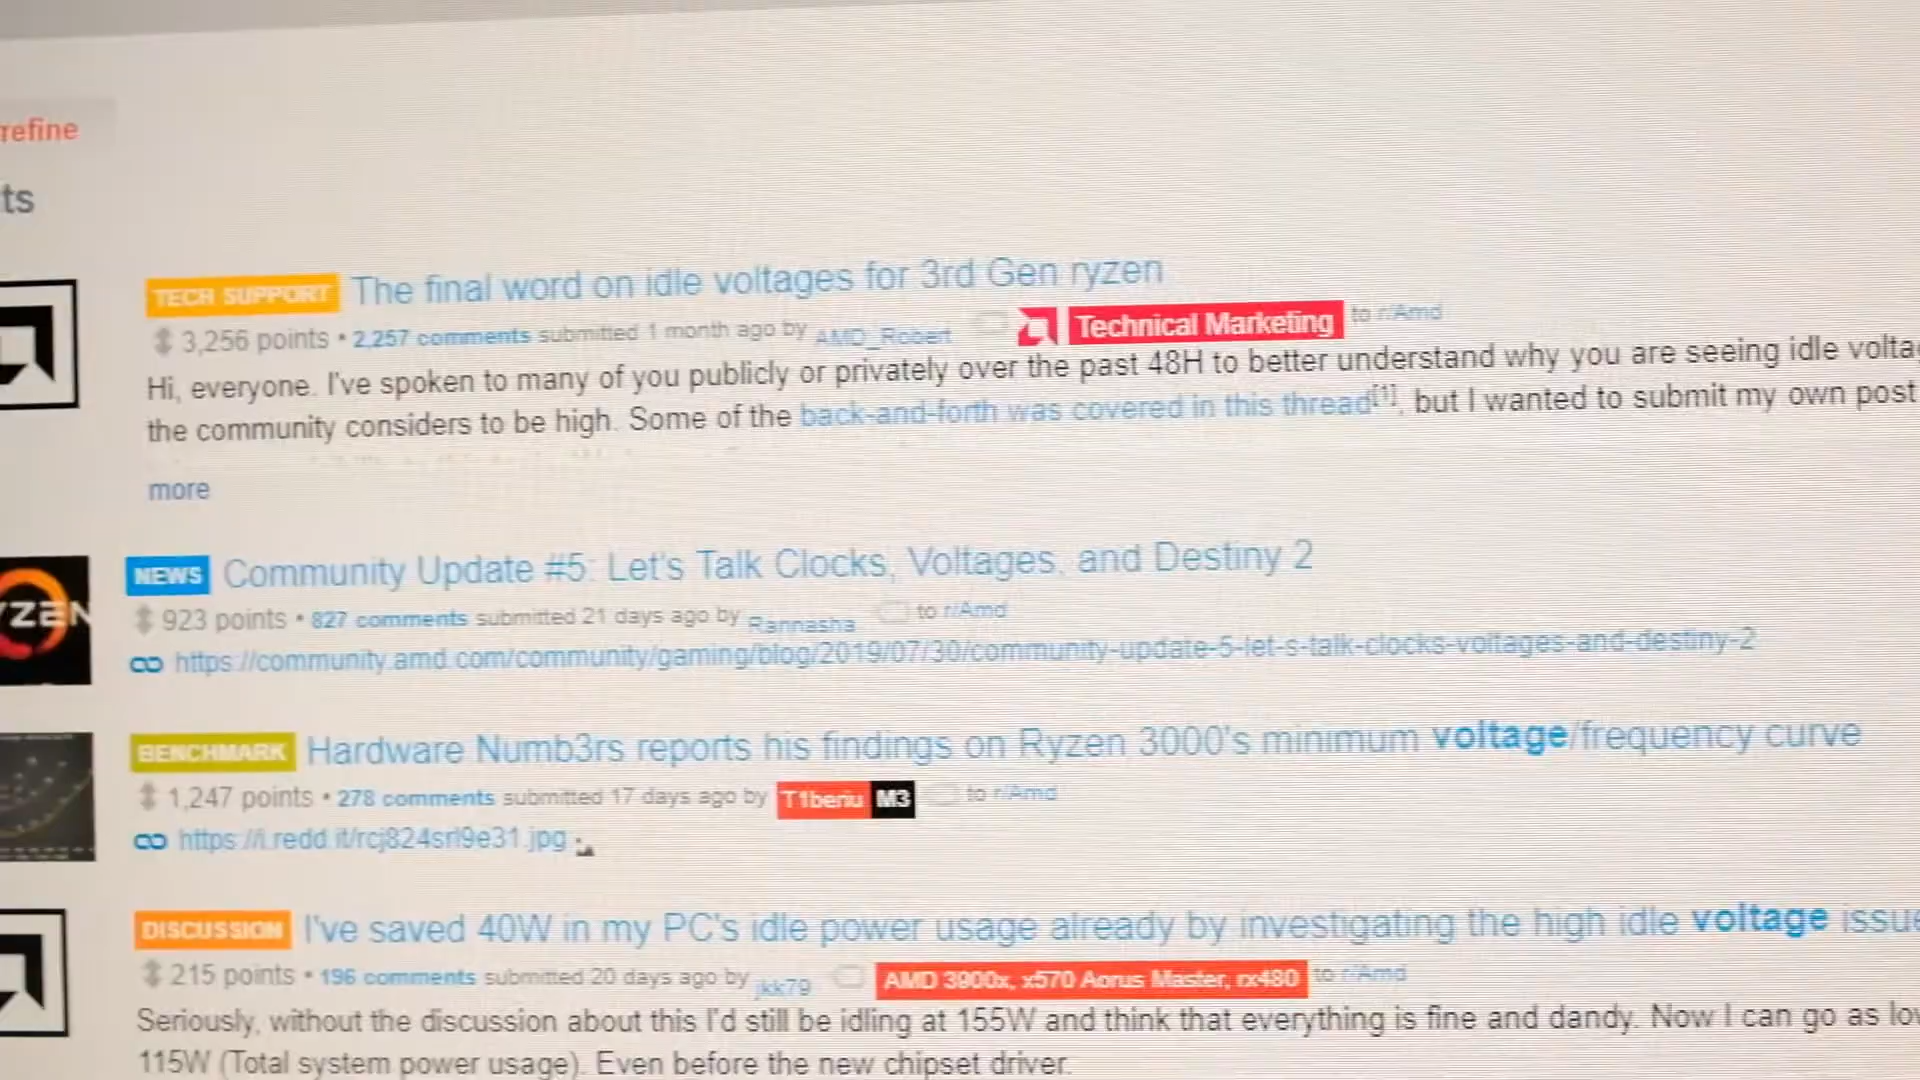 refine
ts
TECH SUPPORT The final word on idle voltages for 3rd Gen ryzen
3,256 points • 2,257 comments submitted 1 month ago by AMD_Robert Technical Marketing to r/Amd
Hi, everyone. I've spoken to many of you publicly or privately over the past 48H to better understand why you are seeing idle volta
the community considers to be high. Some of the back-and-forth was covered in this thread[1], but I wanted to submit my own post
more
NEWS Community Update #5: Let's Talk Clocks, Voltages, and Destiny 2
YZEN
923 points • 827 comments submitted 21 days ago by Rannasha to r/Amd
https://community.amd.com/community/gaming/blog/2019/07/30/community-update-5-let-s-talk-clocks-voltages-and-destiny-2
BENCHMARK Hardware Numb3rs reports his findings on Ryzen 3000's minimum voltage/frequency curve
1,247 points • 278 comments submitted 17 days ago by T1beriu M3 to r/Amd
https://i.redd.it/rcj824srl9e31.jpg
DISCUSSION I've saved 40W in my PC's idle power usage already by investigating the high idle voltage issue
215 points • 196 comments submitted 20 days ago by jkk79 AMD 3900x, x570 Aorus Master, rx480 to r/Amd
Seriously, without the discussion about this I'd still be idling at 155W and think that everything is fine and dandy. Now I can go as low
115W (Total system power usage). Even before the new chipset driver.